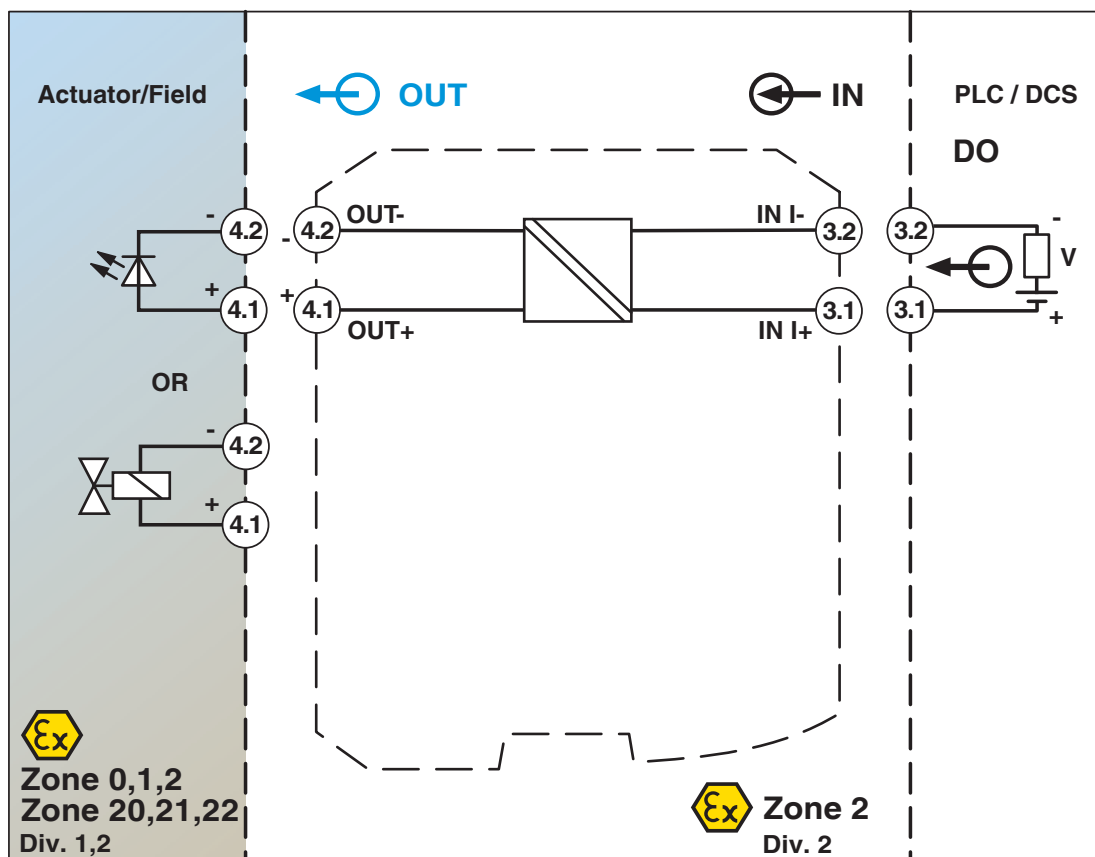 Actuator/Field
OUT
IN
PLC / DCS
DO
- 4.2
- 4.2 OUT-
IN I- 3.2
3.2 -
V
+ 4.1
+ 4.1 OUT+
IN I+ 3.1
3.1 +
OR
- 4.2
+ 4.1
Ex
Zone 0,1,2
Zone 20,21,22
Div. 1,2
Ex
Zone 2
Div. 2